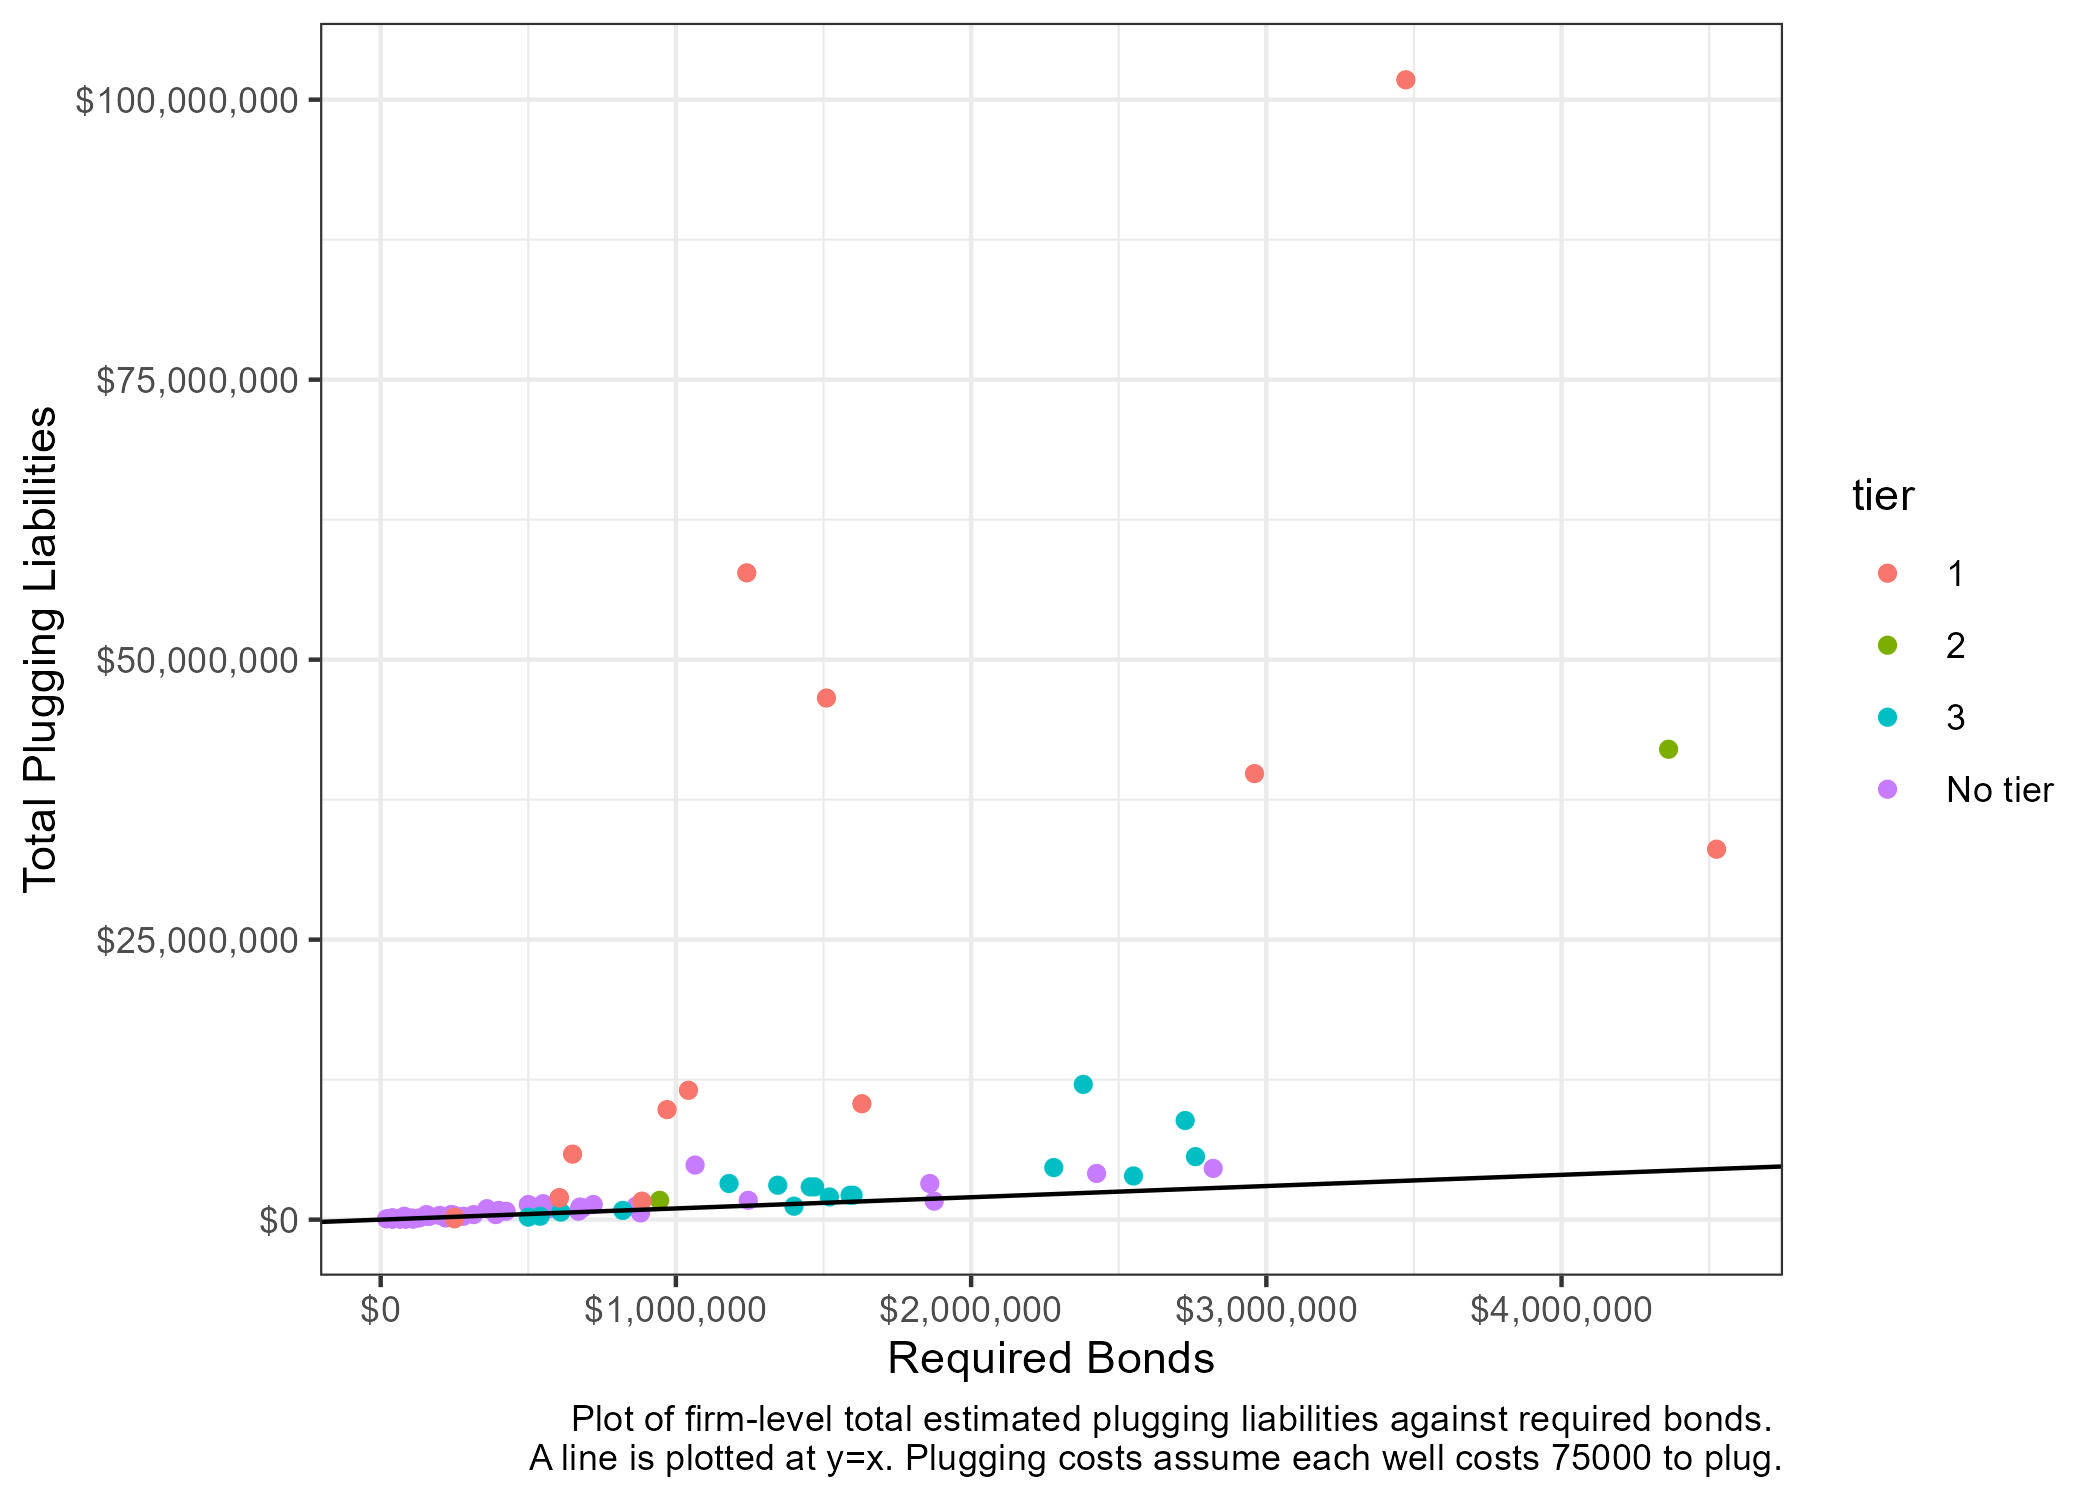 $100,000,000
$75,000,000
$50,000,000
$25,000,000
$0
Total Plugging Liabilities
$0
$1,000,000
$2,000,000
$3,000,000
$4,000,000
Required Bonds
tier
1
2
3
No tier
Plot of firm-level total estimated plugging liabilities against required bonds.
A line is plotted at y=x. Plugging costs assume each well costs 75000 to plug.